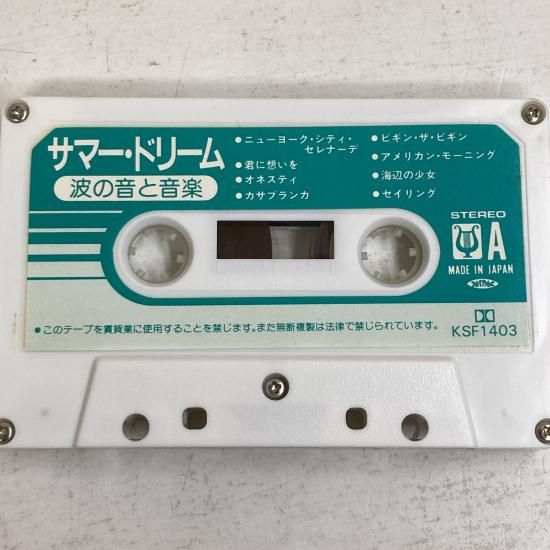 サマー・ドリーム
波の音と音楽
• ニューヨーク・シティ・
セレナーデ
• 君に想いを
• オネスティ
• カサブランカ
• ビギン・ザ・ビギン
• アメリカン・モーニング
• 海辺の少女
• セイリング
STEREO
A
MADE IN JAPAN
• このテープを賃貸業に使用することを禁じます。また無断複製は法律で禁じられています。
KSF1403